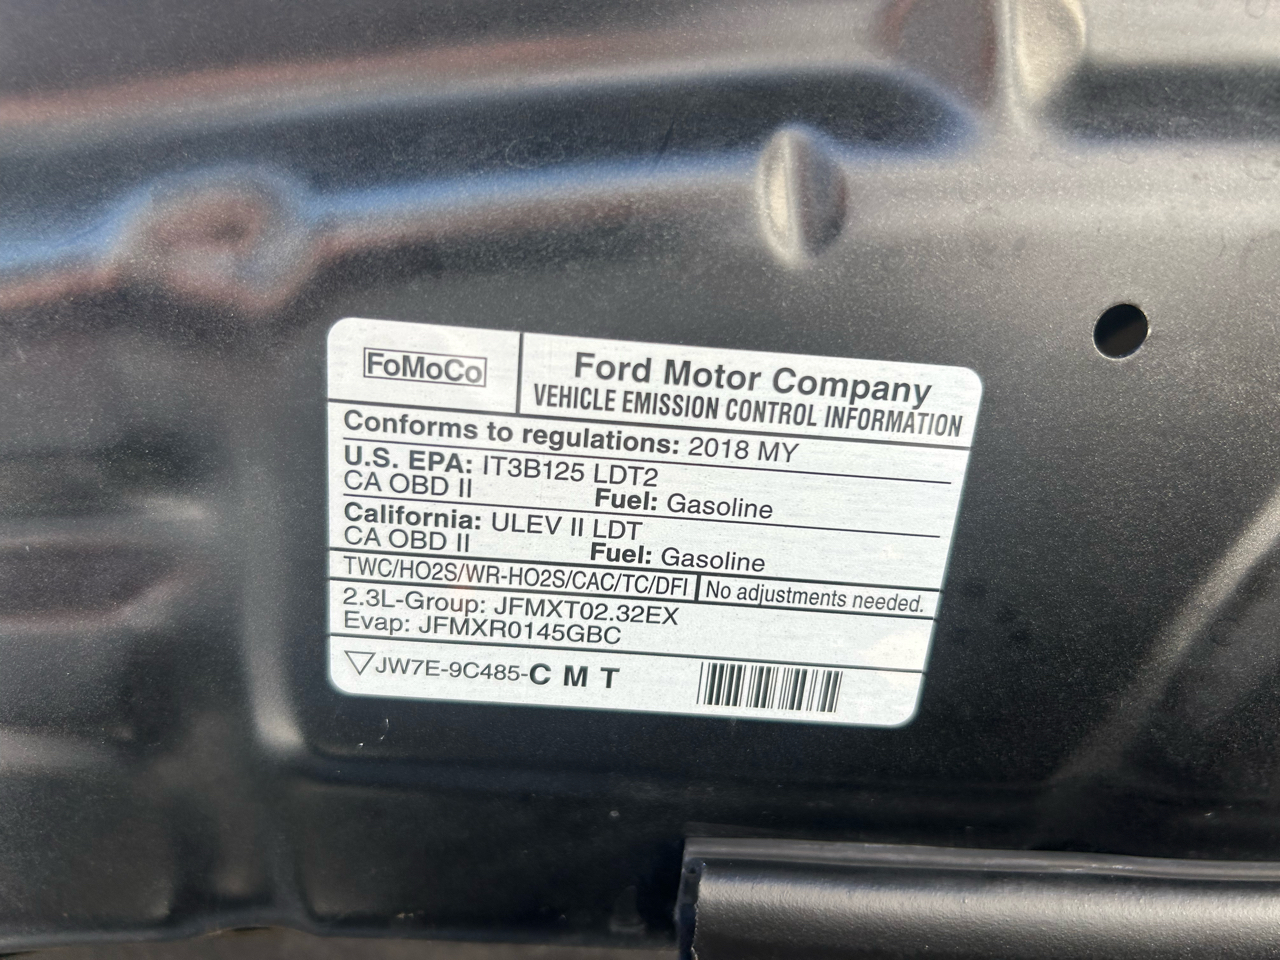 FoMoCo
Ford Motor Company
VEHICLE EMISSION CONTROL INFORMATION
Conforms to regulations: 2018 MY
U.S. EPA: IT3B125 LDT2
CA OBD II Fuel: Gasoline
California: ULEV II LDT
CA OBD II Fuel: Gasoline
TWC/HO2S/WR-HO2S/CAC/TC/DFI No adjustments needed.
2.3L-Group: JFMXT02.32EX
Evap: JFMXR0145GBC
JW7E-9C485-C M T